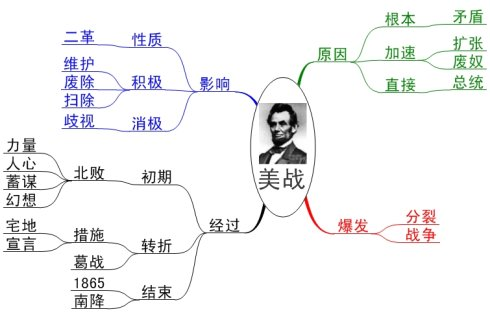 美战
原因
根本
矛盾
加速
扩张
废奴
直接
总统
爆发
分裂
战争
经过
初期
北败
力量
人心
蓄谋
幻想
转折
措施
宅地
宣言
葛战
结束
1865
南降
影响
性质
二革
积极
维护
废除
扫除
消极
歧视